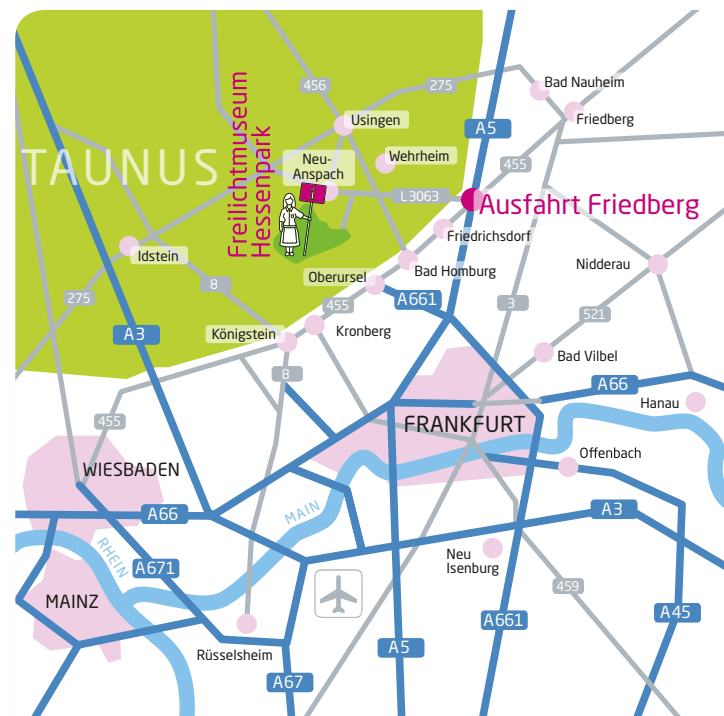 456
275
Bad Nauheim
Friedberg
Usingen
A5
TAUNUS
Freilichtmuseum
Hessenpark
Neu-
Anspach
Wehrheim
455
L3063
Ausfahrt Friedberg
Friedrichsdorf
Idstein
Bad Homburg
Nidderau
Oberursel
8
275
A661
455
3
521
A3
Königstein
Kronberg
Bad Vilbel
8
A66
Hanau
455
FRANKFURT
Offenbach
WIESBADEN
A66
MAIN
A3
RHEIN
A671
Neu
Isenburg
459
MAINZ
A661
A45
Rüsselsheim
A5
A67